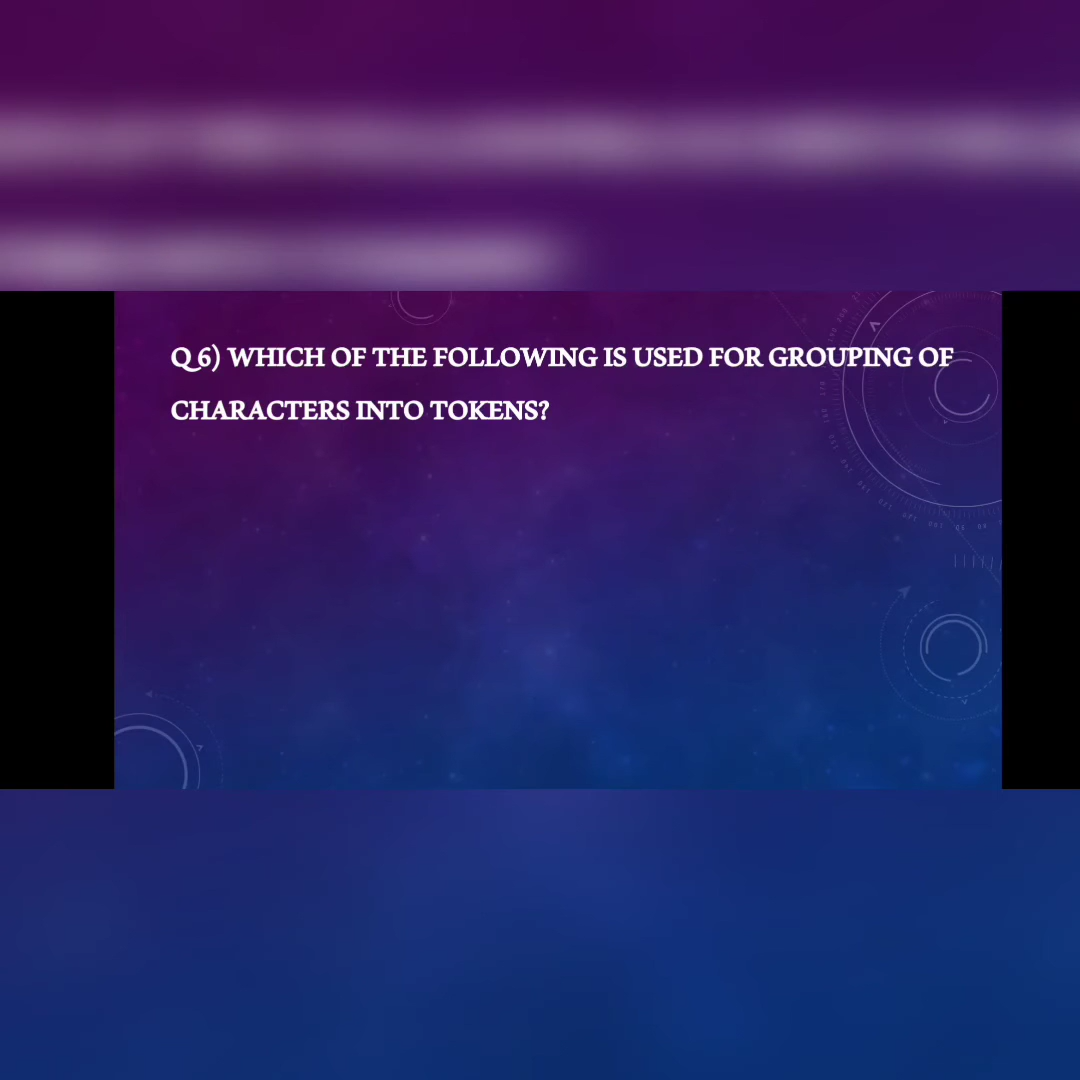 Q 6) WHICH OF THE FOLLOWING IS USED FOR GROUPING OF
CHARACTERS INTO TOKENS?